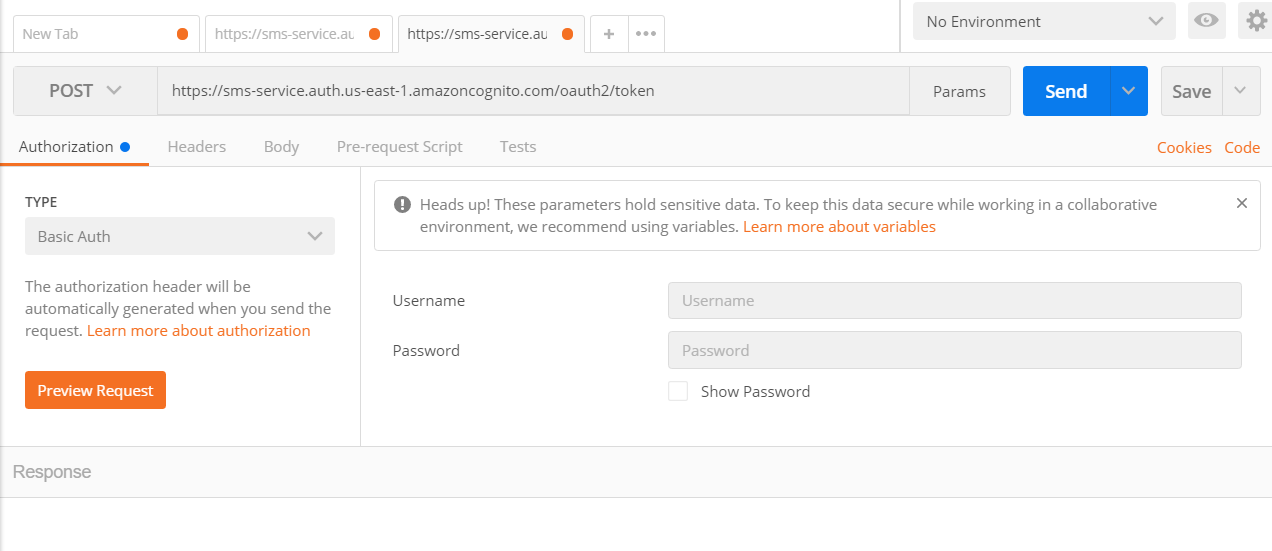 New Tab
https://sms-service.au
https://sms-service.au
No Environment
POST
https://sms-service.auth.us-east-1.amazoncognito.com/oauth2/token
Params
Send
Save
Authorization
Headers
Body
Pre-request Script
Tests
Cookies
Code
TYPE
Basic Auth
The authorization header will be
automatically generated when you send the
request. Learn more about authorization
Preview Request
Heads up! These parameters hold sensitive data. To keep this data secure while working in a collaborative
environment, we recommend using variables. Learn more about variables
Username
Username
Password
Password
Show Password
Response